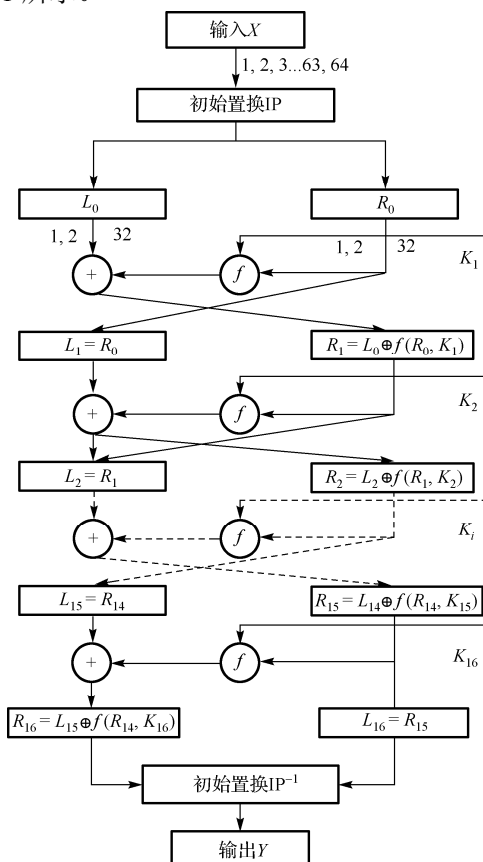 输入X
1, 2, 3...63, 64
初始置换IP
L₀
R₀
1, 2 32
1, 2 32
+
f
K₁
L₁ = R₀
R₁ = L₀⊕f(R₀, K₁)
+
f
K₂
L₂ = R₁
R₂ = L₂⊕f(R₁, K₂)
+
f
Kᵢ
L₁₅ = R₁₄
R₁₅ = L₁₄⊕f(R₁₄, K₁₅)
+
f
K₁₆
R₁₆ = L₁₅⊕f(R₁₄, K₁₆)
L₁₆ = R₁₅
初始置换IP⁻¹
输出Y